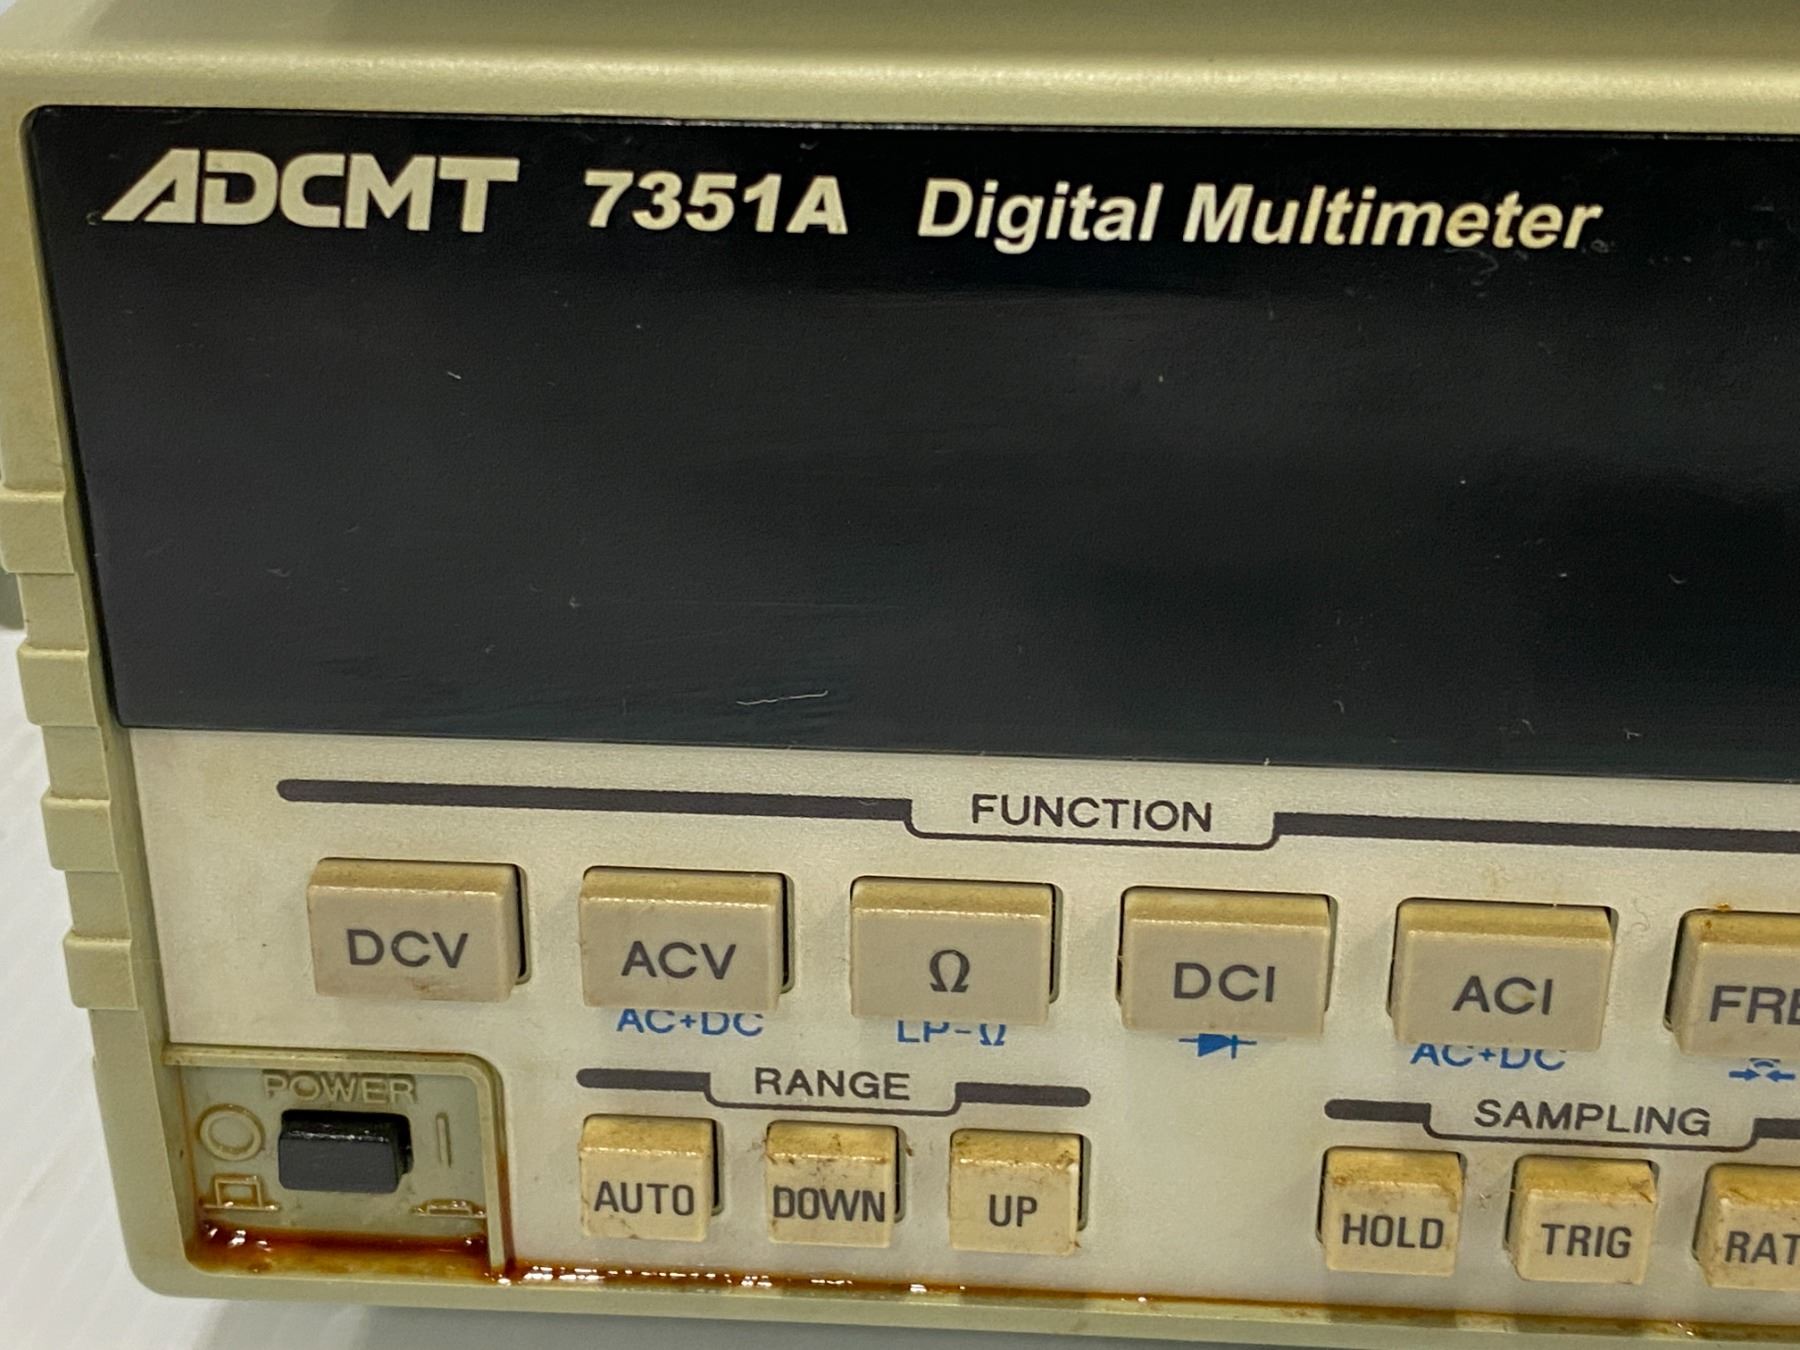 ADCMT 7351A Digital Multimeter
FUNCTION
DCV ACV Ω DCI ACI
AC+DC LP-Ω AC+DC
POWER
RANGE
SAMPLING
AUTO DOWN UP HOLD TRIG